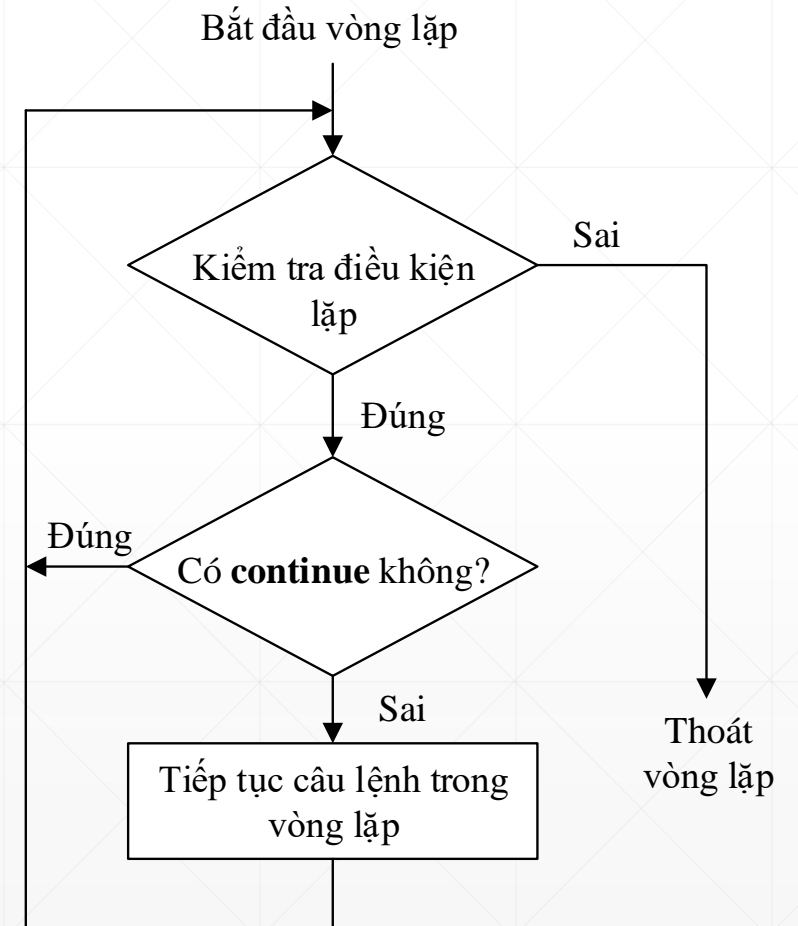 Bắt đầu vòng lặp
Kiểm tra điều kiện
lặp
Sai
Đúng
Đúng
Có continue không?
Sai
Tiếp tục câu lệnh trong
vòng lặp
Thoát
vòng lặp